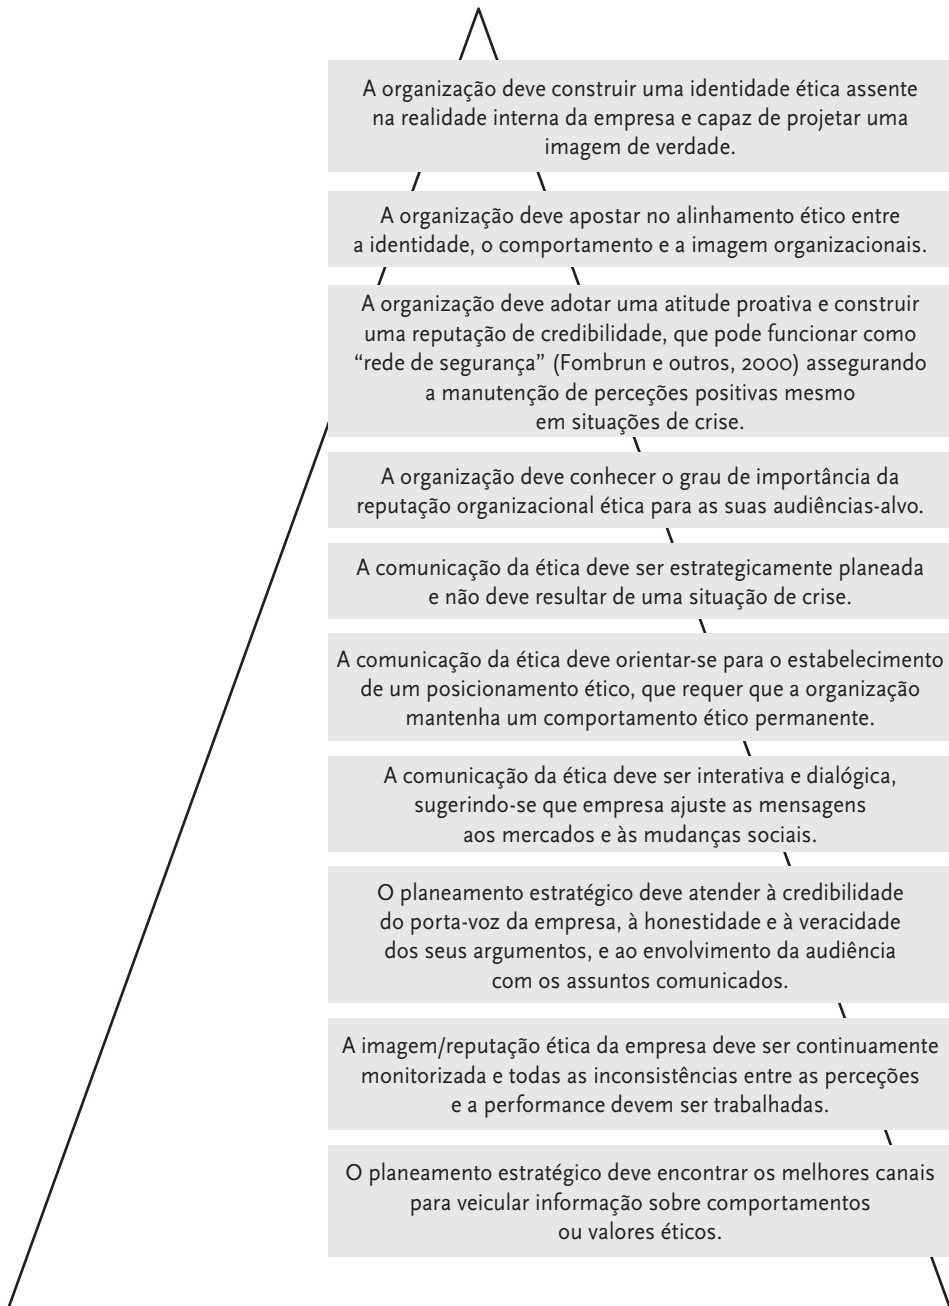 A organização deve construir uma identidade ética assente
na realidade interna da empresa e capaz de projetar uma
imagem de verdade.
A organização deve apostar no alinhamento ético entre
a identidade, o comportamento e a imagem organizacionais.
A organização deve adotar uma atitude proativa e construir
uma reputação de credibilidade, que pode funcionar como
“rede de segurança” (Fombrun e outros, 2000) assegurando
a manutenção de perceções positivas mesmo
em situações de crise.
A organização deve conhecer o grau de importância da
reputação organizacional ética para as suas audiências-alvo.
A comunicação da ética deve ser estrategicamente planeada
e não deve resultar de uma situação de crise.
A comunicação da ética deve orientar-se para o estabelecimento
de um posicionamento ético, que requer que a organização
mantenha um comportamento ético permanente.
A comunicação da ética deve ser interativa e dialógica,
sugerindo-se que empresa ajuste as mensagens
aos mercados e às mudanças sociais.
O planeamento estratégico deve atender à credibilidade
do porta-voz da empresa, à honestidade e à veracidade
dos seus argumentos, e ao envolvimento da audiência
com os assuntos comunicados.
A imagem/reputação ética da empresa deve ser continuamente
monitorizada e todas as inconsistências entre as perceções
e a performance devem ser trabalhadas.
O planeamento estratégico deve encontrar os melhores canais
para veicular informação sobre comportamentos
ou valores éticos.